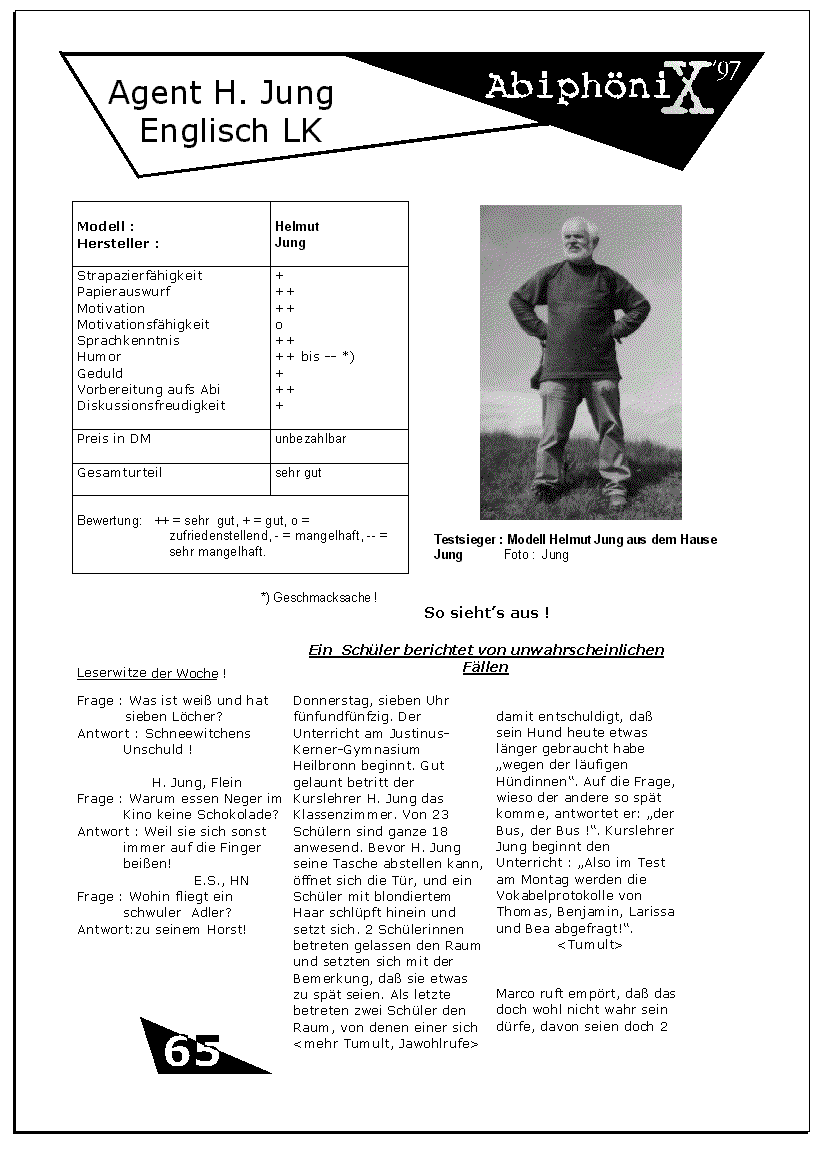 Agent H. Jung
Englisch LK
AbiphöniX '97
Modell : Helmut
Hersteller : Jung
Strapazierfähigkeit +
Papierauswurf ++
Motivation ++
Motivationsfähigkeit o
Sprachkenntnis ++
Humor ++ bis -- *)
Geduld +
Vorbereitung aufs Abi ++
Diskussionsfreudigkeit +
Preis in DM unbezahlbar
Gesamturteil sehr gut
Bewertung: ++ = sehr gut, + = gut, o =
zufriedenstellend, - = mangelhaft, -- =
sehr mangelhaft.
*) Geschmacksache !
Testsieger : Modell Helmut Jung aus dem Hause
Jung Foto : Jung
So sieht's aus !
Ein Schüler berichtet von unwahrscheinlichen
Fällen
Leserwitze der Woche !
Frage : Was ist weiß und hat
sieben Löcher?
Antwort : Schneewitchens
Unschuld !
H. Jung, Flein
Frage : Warum essen Neger im
Kino keine Schokolade?
Antwort : Weil sie sich sonst
immer auf die Finger
beißen!
E.S., HN
Frage : Wohin fliegt ein
schwuler Adler?
Antwort:zu seinem Horst!
Donnerstag, sieben Uhr
fünfundfünfzig. Der
Unterricht am Justinus-
Kerner-Gymnasium
Heilbronn beginnt. Gut
gelaunt betritt der
Kurslehrer H. Jung das
Klassenzimmer. Von 23
Schülern sind ganze 18
anwesend. Bevor H. Jung
seine Tasche abstellen kann,
öffnet sich die Tür, und ein
Schüler mit blondiertem
Haar schlüpft hinein und
setzt sich. 2 Schülerinnen
betreten gelassen den Raum
und setzten sich mit der
Bemerkung, daß sie etwas
zu spät seien. Als letzte
betreten zwei Schüler den
Raum, von denen einer sich
<mehr Tumult, Jawohlrufe>
damit entschuldigt, daß
sein Hund heute etwas
länger gebraucht habe
„wegen der läufigen
Hündinnen“. Auf die Frage,
wieso der andere so spät
komme, antwortet er: „der
Bus, der Bus !“. Kurslehrer
Jung beginnt den
Unterricht : „Also im Test
am Montag werden die
Vokabelprotokolle von
Thomas, Benjamin, Larissa
und Bea abgefragt!“.
<Tumult>
Marco ruft empört, daß das
doch wohl nicht wahr sein
dürfe, davon seien doch 2
65